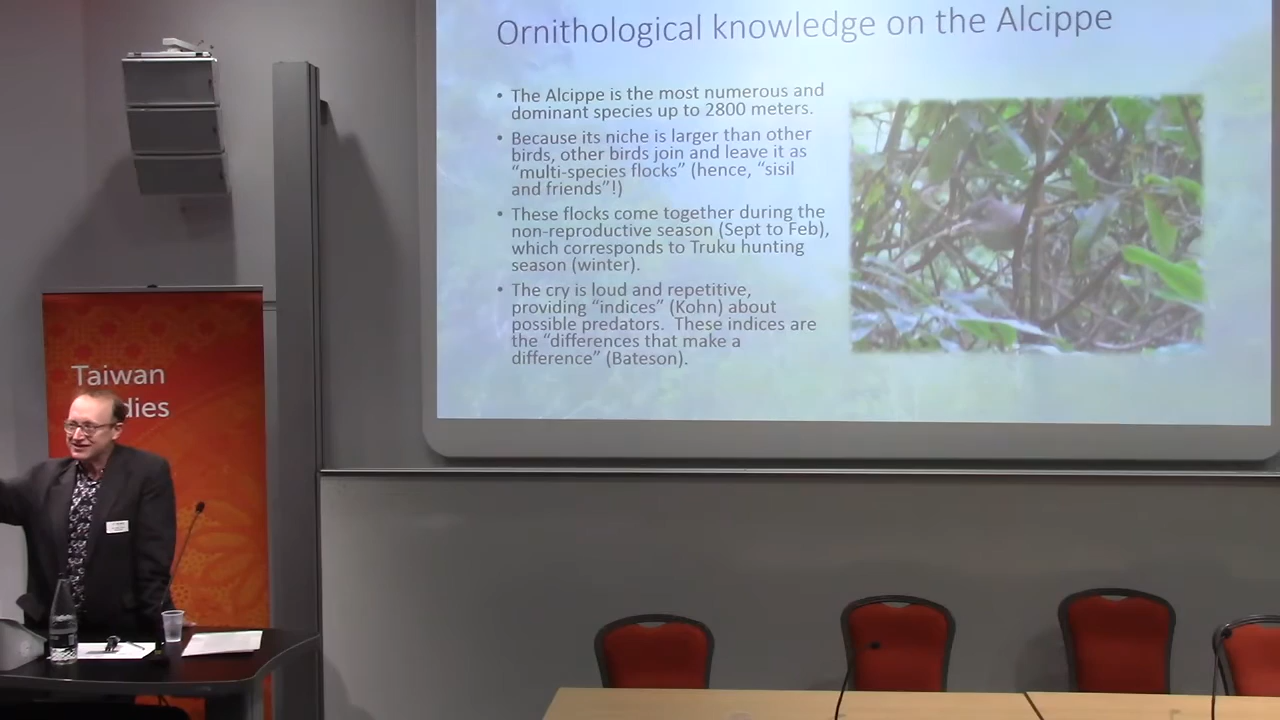 Ornithological knowledge on the Alcippe
• The Alcippe is the most numerous and
dominant species up to 2800 meters.
• Because its niche is larger than other
birds, other birds join and leave it as
“multi-species flocks” (hence, “sisil
and friends”!)
• These flocks come together during the
non-reproductive season (Sept to Feb),
which corresponds to Truku hunting
season (winter).
• The cry is loud and repetitive,
providing “indices” (Kohn) about
possible predators. These indices are
the “differences that make a
difference” (Bateson).
Taiwan
dies